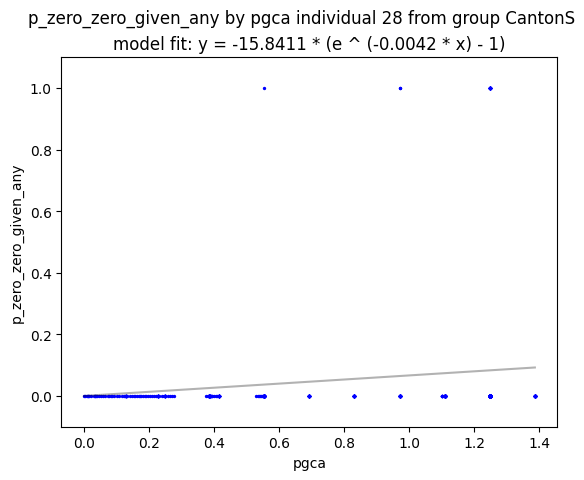 p_zero_zero_given_any by pgca individual 28 from group CantonS
model fit: y = -15.8411 * (e ^ (-0.0042 * x) - 1)
1.0
0.8
0.6
0.4
0.2
0.0
p_zero_zero_given_any
0.0 0.2 0.4 0.6 0.8 1.0 1.2 1.4
pgca